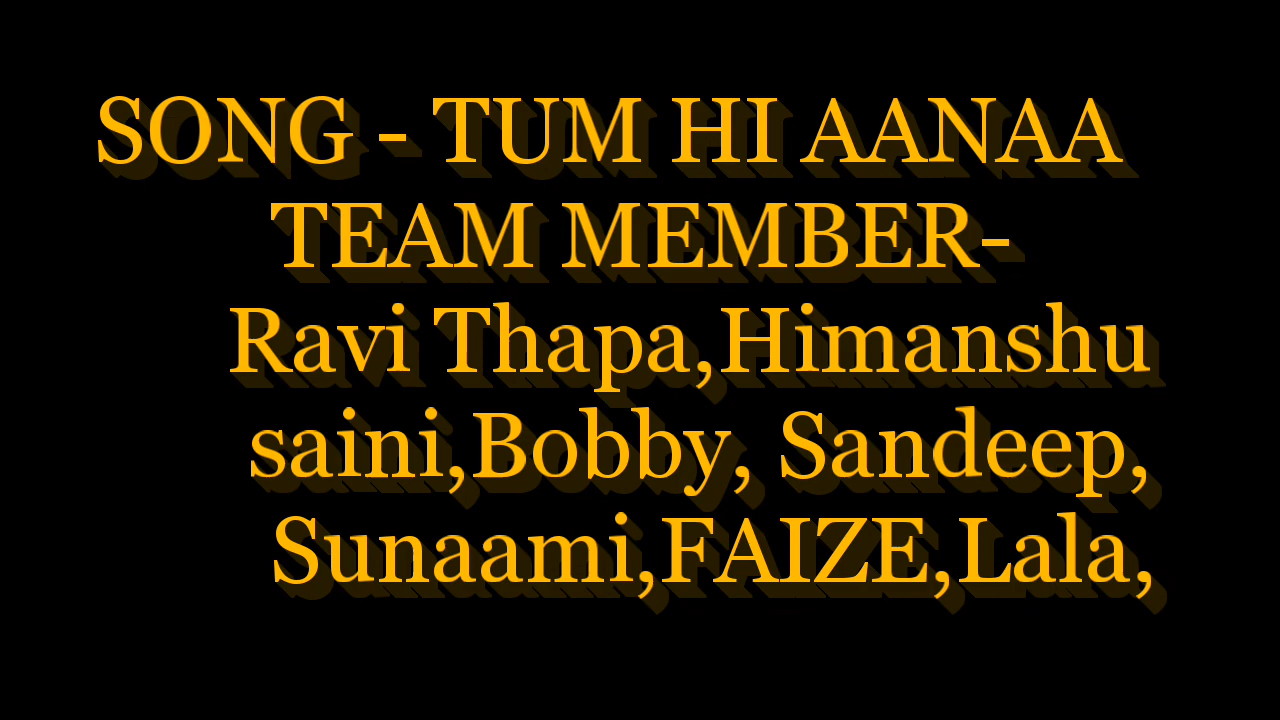 SONG - TUM HI AANAA
TEAM MEMBER-
Ravi Thapa,Himanshu
saini,Bobby, Sandeep,
Sunaami,FAIZE,Lala,